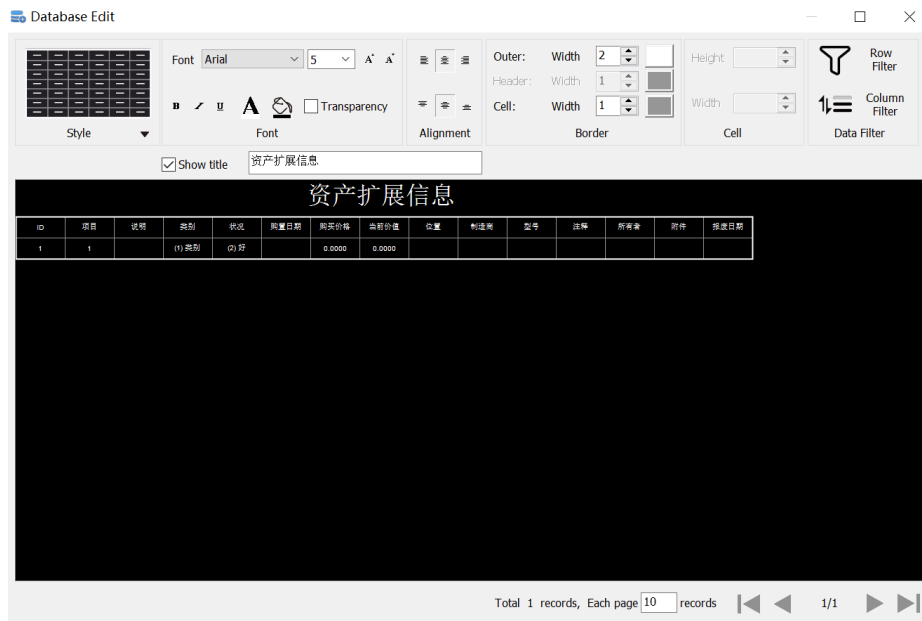 Database Edit
Font Arial 5 A A Outer: Width 2 Height Row Filter
Header: Width 1
B I U A Transparency Cell: Width 1 Width Column Filter
Style Font Alignment Border Cell Data Filter
Show title 资产扩展信息
资产扩展信息
ID 项目 说明 类别 状况 购置日期 购买价格 当前价值 位置 制造商 型号 注释 所有者 附件 报废日期
1 1 (1) 类别 (2) 好 0.0000 0.0000
Total 1 records, Each page 10 records 1/1